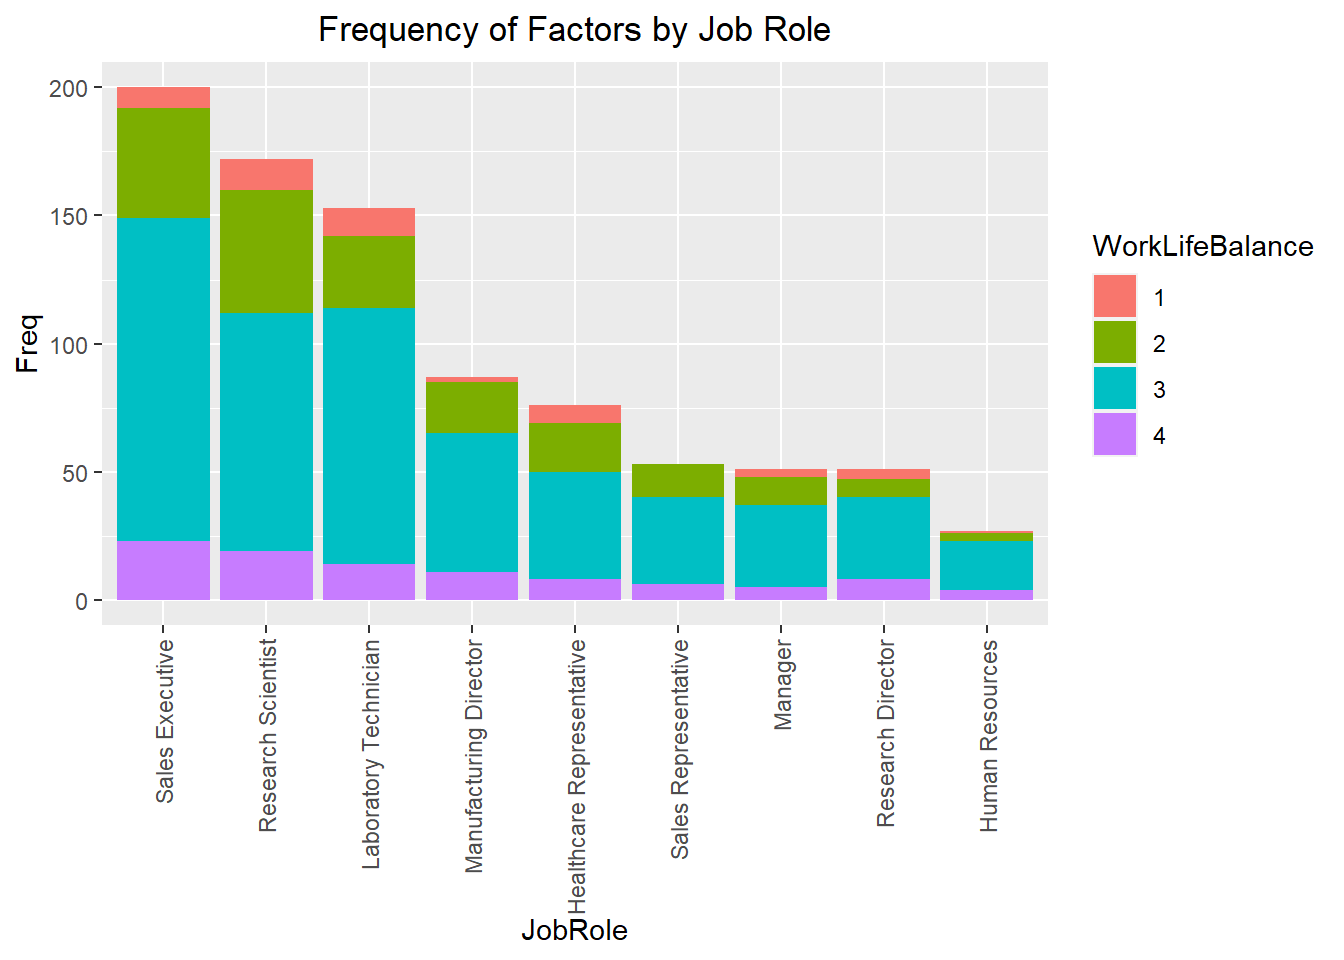 Frequency of Factors by Job Role
Freq
200
150
100
50
0
Sales Executive
Research Scientist
Laboratory Technician
Manufacturing Director
Healthcare Representative
Sales Representative
Manager
Research Director
Human Resources
JobRole
WorkLifeBalance
1
2
3
4